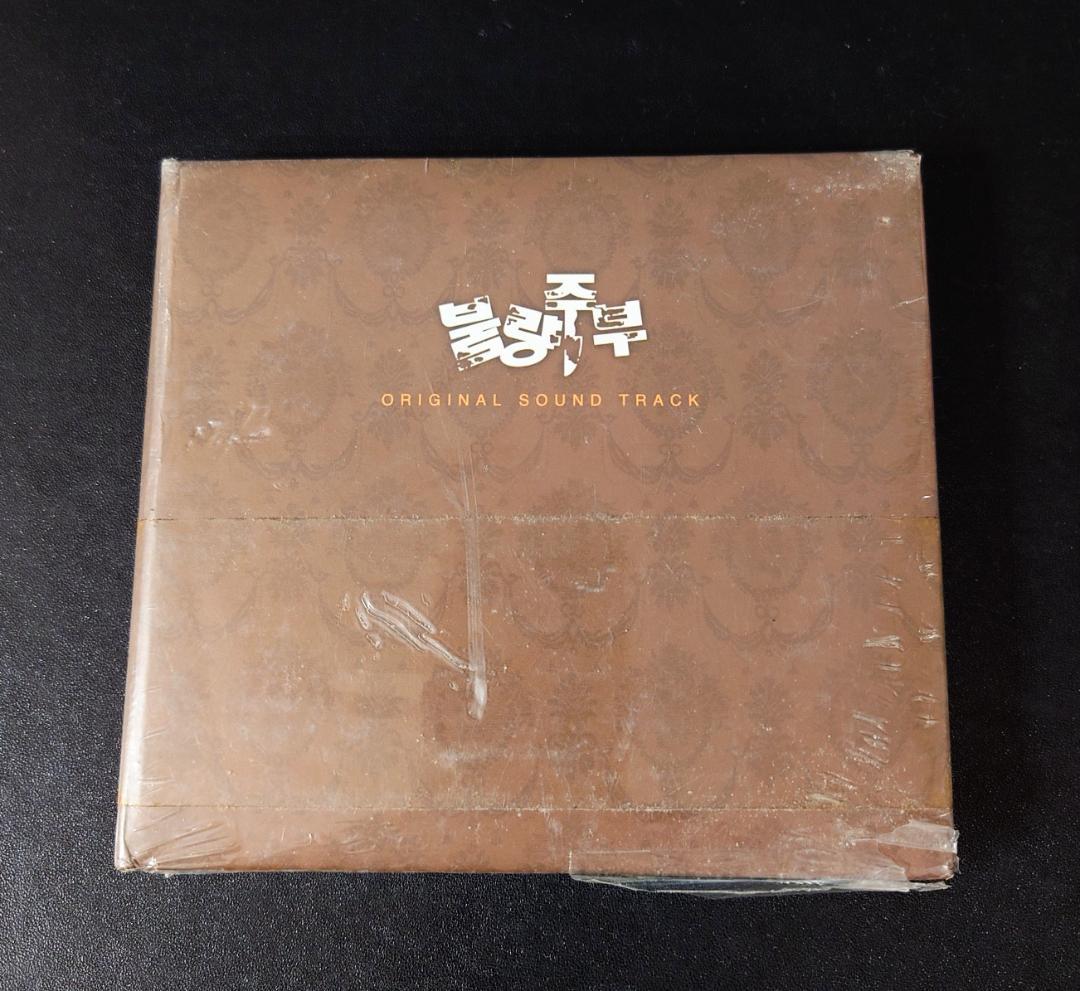 불량주부
ORIGINAL SOUND TRACK